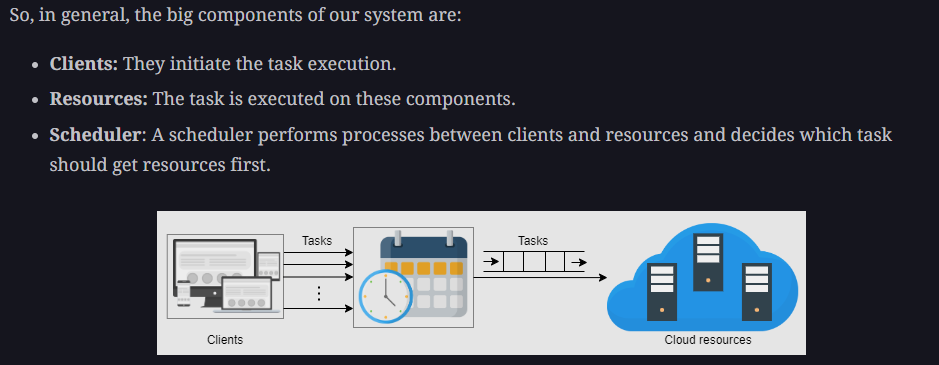 So, in general, the big components of our system are:
• Clients: They initiate the task execution.
• Resources: The task is executed on these components.
• Scheduler: A scheduler performs processes between clients and resources and decides which task
should get resources first.
Tasks
Tasks
Clients
Cloud resources